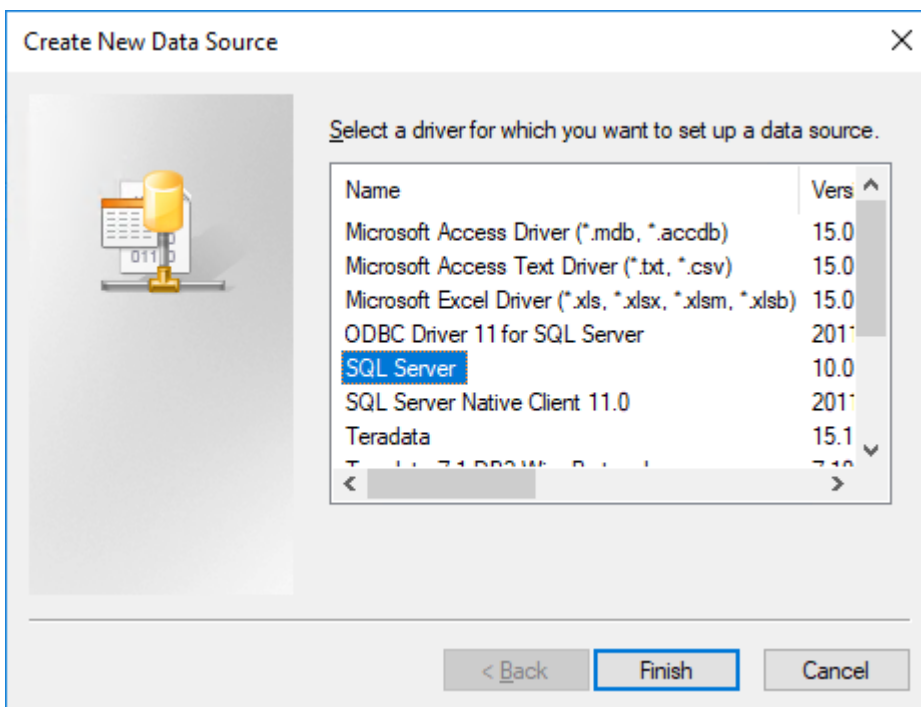 Create New Data Source
Select a driver for which you want to set up a data source.
Name Vers
Microsoft Access Driver (*.mdb, *.accdb) 15.0
Microsoft Access Text Driver (*.txt, *.csv) 15.0
Microsoft Excel Driver (*.xls, *.xlsx, *.xlsm, *.xlsb) 15.0
ODBC Driver 11 for SQL Server 2011
SQL Server 10.0
SQL Server Native Client 11.0 2011
Teradata 15.1
< Back Finish Cancel